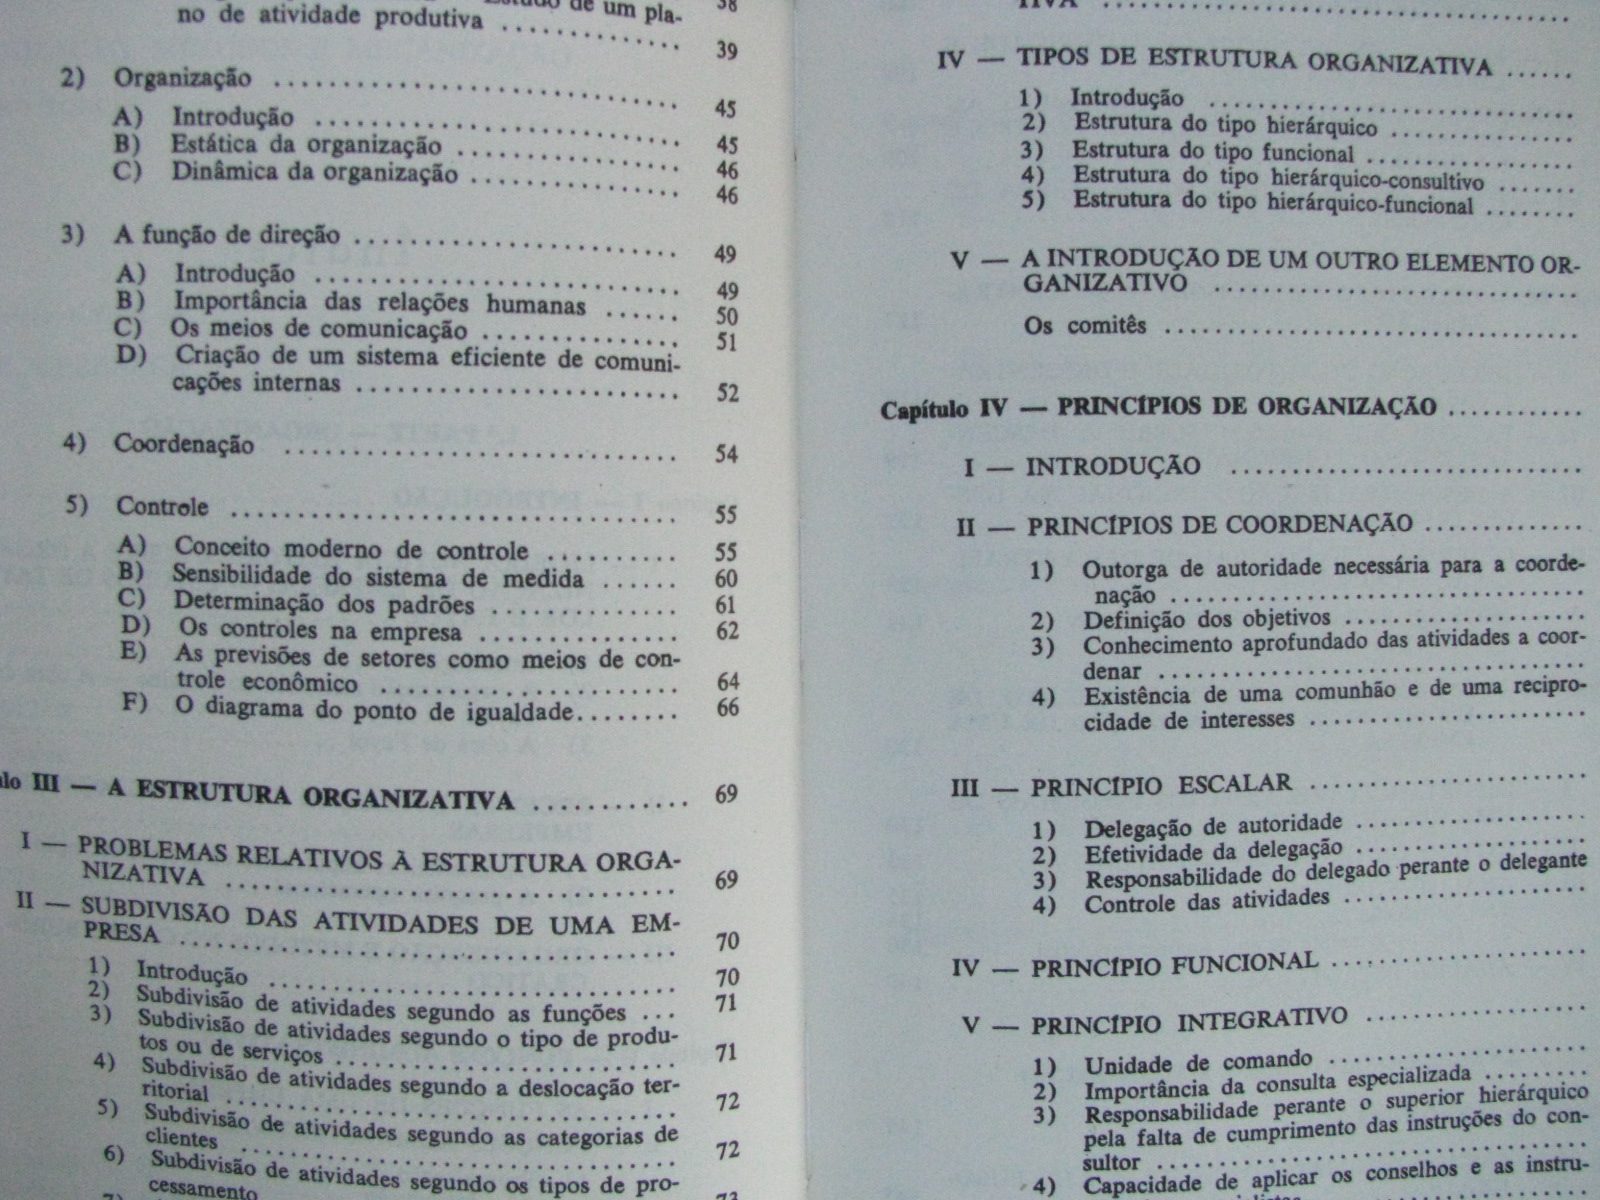 de um pla- 38
no de atividade produtiva .............. 39
2) Organização .............................. 45
A) Introdução .......................... 45
B) Estática da organização ................ 46
C) Dinâmica da organização ............... 46
3) A função de direção ........................ 49
A) Introdução ............................ 49
B) Importância das relações humanas ...... 50
C) Os meios de comunicação ............... 51
D) Criação de um sistema eficiente de comuni-
cações internas ......................... 52
4) Coordenação .............................. 54
5) Controle .................................. 55
A) Conceito moderno de controle .......... 55
B) Sensibilidade do sistema de medida ...... 60
C) Determinação dos padrões .............. 61
D) Os controles na empresa ............... 62
E) As previsões de setores como meios de con-
trole econômico ....................... 64
F) O diagrama do ponto de igualdade........ 66
lo III — A ESTRUTURA ORGANIZATIVA ............ 69
I — PROBLEMAS RELATIVOS À ESTRUTURA ORGA-
NIZATIVA .................................. 69
II — SUBDIVISÃO DAS ATIVIDADES DE UMA EM-
PRESA ..................................... 70
1) Introdução ............................... 70
2) Subdivisão de atividades segundo as funções ... 71
3) Subdivisão de atividades segundo o tipo de produ-
tos ou de serviços .......................... 71
4) Subdivisão de atividades segundo a deslocação ter-
ritorial ................................... 72
5) Subdivisão de atividades segundo as categorias de
clientes ................................... 72
6) Subdivisão de atividades segundo os tipos de pro-
cessamento 73
TIVA ....................................
IV — TIPOS DE ESTRUTURA ORGANIZATIVA ......
1) Introdução .............................
2) Estrutura do tipo hierárquico ..............
3) Estrutura do tipo funcional ................
4) Estrutura do tipo hierárquico-consultivo .......
5) Estrutura do tipo hierárquico-funcional ........
V — A INTRODUÇÃO DE UM OUTRO ELEMENTO OR-
GANIZATIVO ............................
Os comitês ................................
Capítulo IV — PRINCÍPIOS DE ORGANIZAÇÃO ...........
I — INTRODUÇÃO ...........................
II — PRINCÍPIOS DE COORDENAÇÃO .............
1) Outorga de autoridade necessária para a coorde-
nação ..................................
2) Definição dos objetivos ...................
3) Conhecimento aprofundado das atividades a coor-
denar ..................................
4) Existência de uma comunhão e de uma recipro-
cidade de interesses ......................
III — PRINCÍPIO ESCALAR .....................
1) Delegação de autoridade ..................
2) Efetividade da delegação ..................
3) Responsabilidade do delegado perante o delegante
4) Controle das atividades ...................
IV — PRINCÍPIO FUNCIONAL ....................
V — PRINCÍPIO INTEGRATIVO .................
1) Unidade de comando .....................
2) Importância da consulta especializada .........
3) Responsabilidade perante o superior hierárquico
pela falta de cumprimento das instruções do con-
sultor ..................................
4) Capacidade de aplicar os conselhos e as instru-